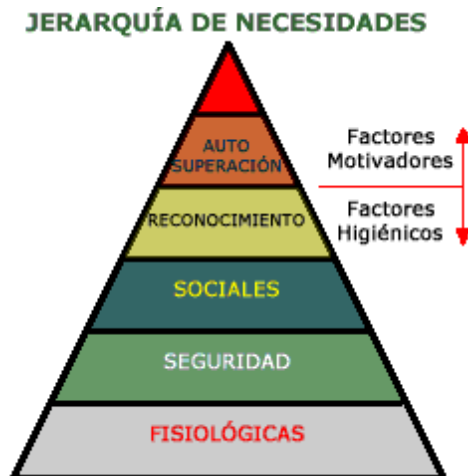 JERARQUÍA DE NECESIDADES
AUTO
SUPERACIÓN
Factores
Motivadores
RECONOCIMIENTO
Factores
Higiénicos
SOCIALES
SEGURIDAD
FISIOLÓGICAS